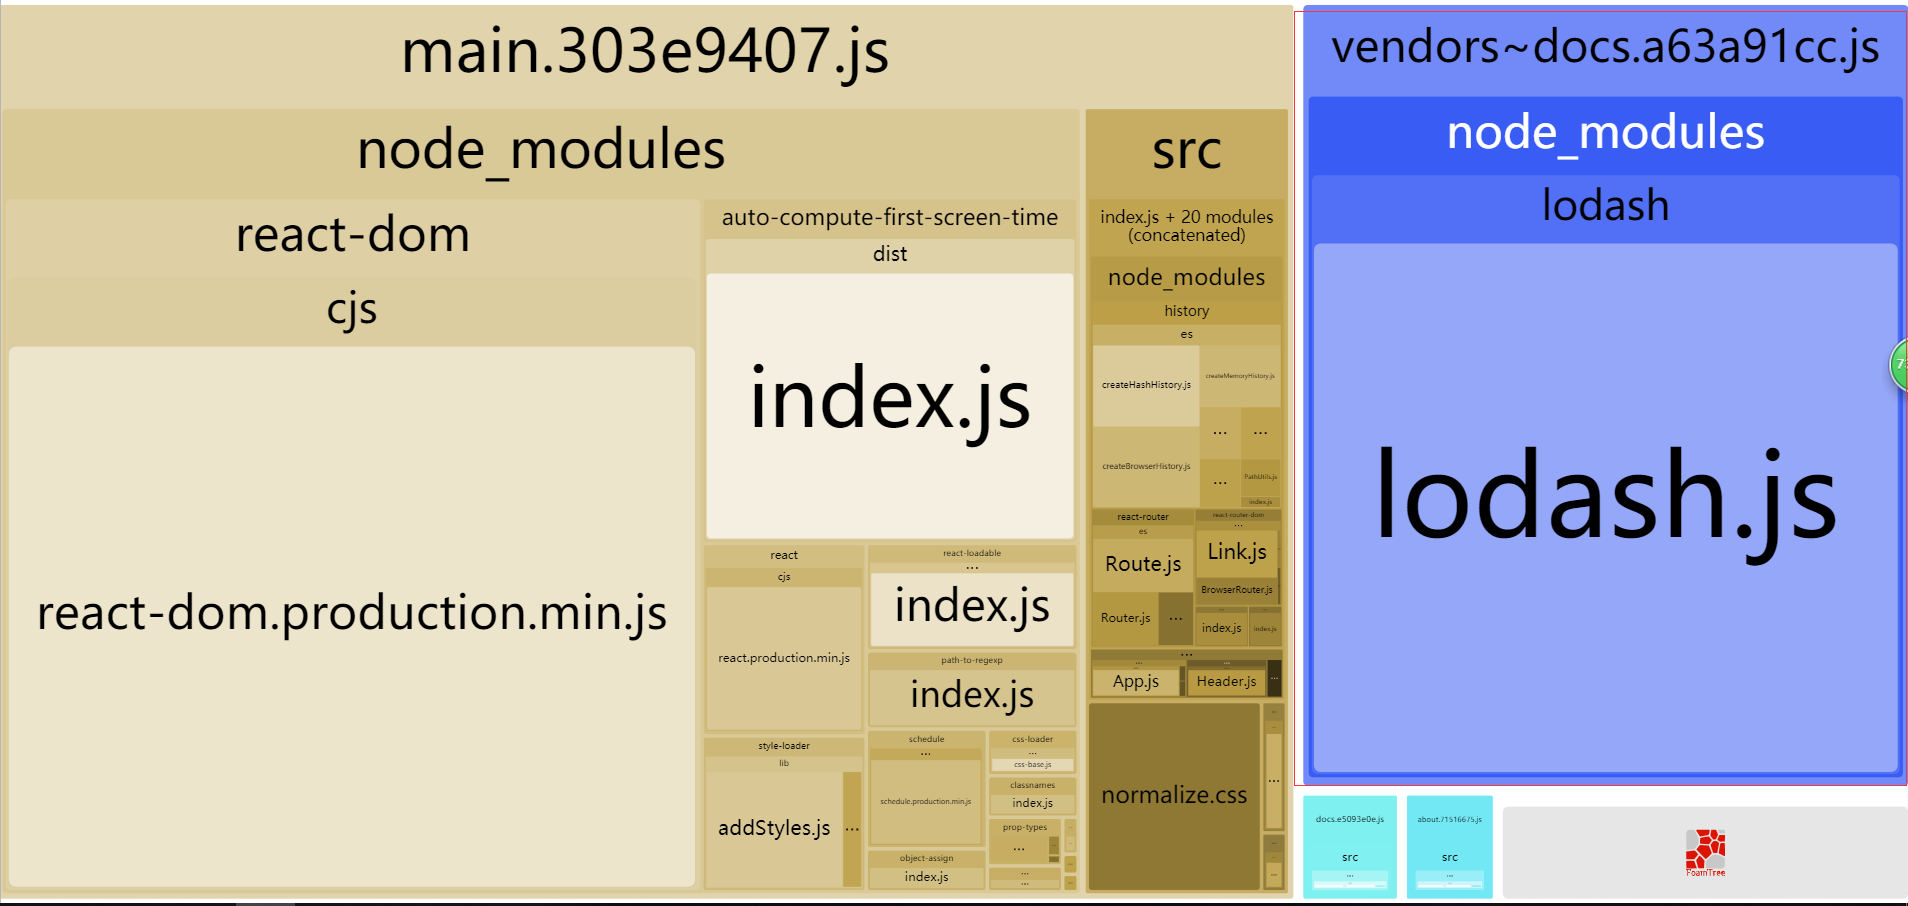 main.303e9407.js
node_modules
react-dom
cjs
react-dom.production.min.js
auto-compute-first-screen-time
dist
index.js
react
cjs
react.production.min.js
style-loader
lib
addStyles.js
...
react-loadable
...
index.js
path-to-regexp
index.js
schedule
...
schedule.production.min.js
object-assign
index.js
css-loader
...
css-base.js
classnames
index.js
prop-types
...
...
...
src
index.js + 20 modules
(concatenated)
node_modules
history
es
createHashHistory.js
createMemoryHistory.js
createBrowserHistory.js
...
...
...
PathUtils.js
index.js
react-router
es
Route.js
Router.js
...
react-router-dom
...
Link.js
BrowserRouter.js
index.js
index.js
...
...
App.js
...
Header.js
...
normalize.css
...
vendors~docs.a63a91cc.js
node_modules
lodash
lodash.js
docs.e5093e0e.js
src
...
about.71516675.js
src
...
FoamTree